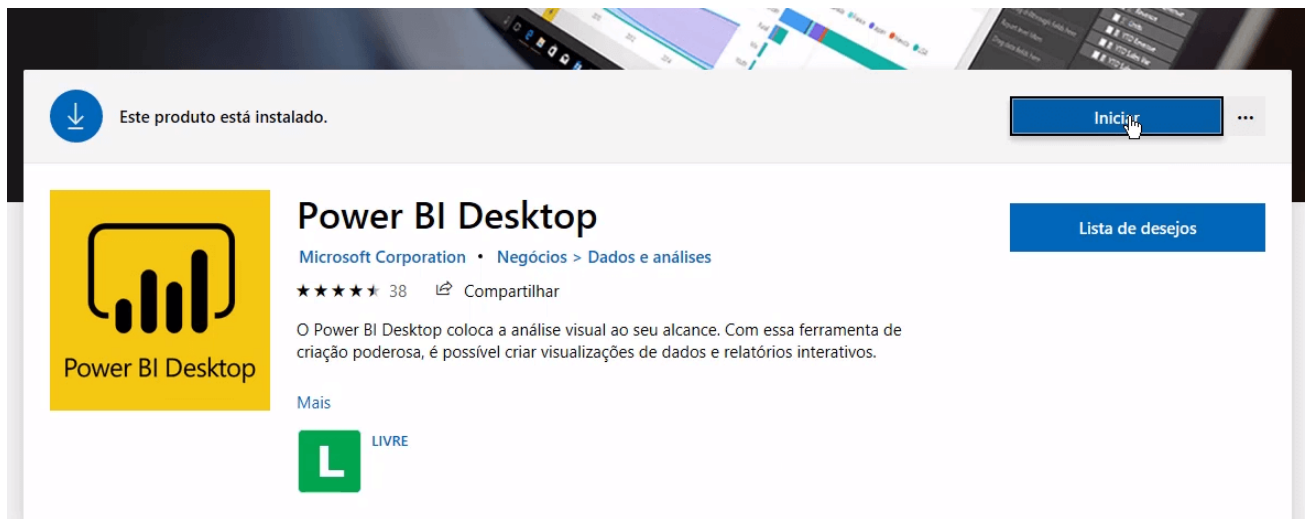 Este produto está instalado.
Iniciar
...
Power BI Desktop
Power BI Desktop
Lista de desejos
Microsoft Corporation • Negócios > Dados e análises
38 Compartilhar
O Power BI Desktop coloca a análise visual ao seu alcance. Com essa ferramenta de
criação poderosa, é possível criar visualizações de dados e relatórios interativos.
Mais
L LIVRE